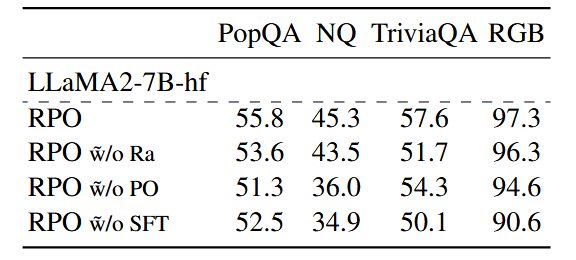 PopQA NQ TriviaQA RGB
LLaMA2-7B-hf
RPO 55.8 45.3 57.6 97.3
RPO w̃/o Ra 53.6 43.5 51.7 96.3
RPO w̃/o PO 51.3 36.0 54.3 94.6
RPO w̃/o SFT 52.5 34.9 50.1 90.6